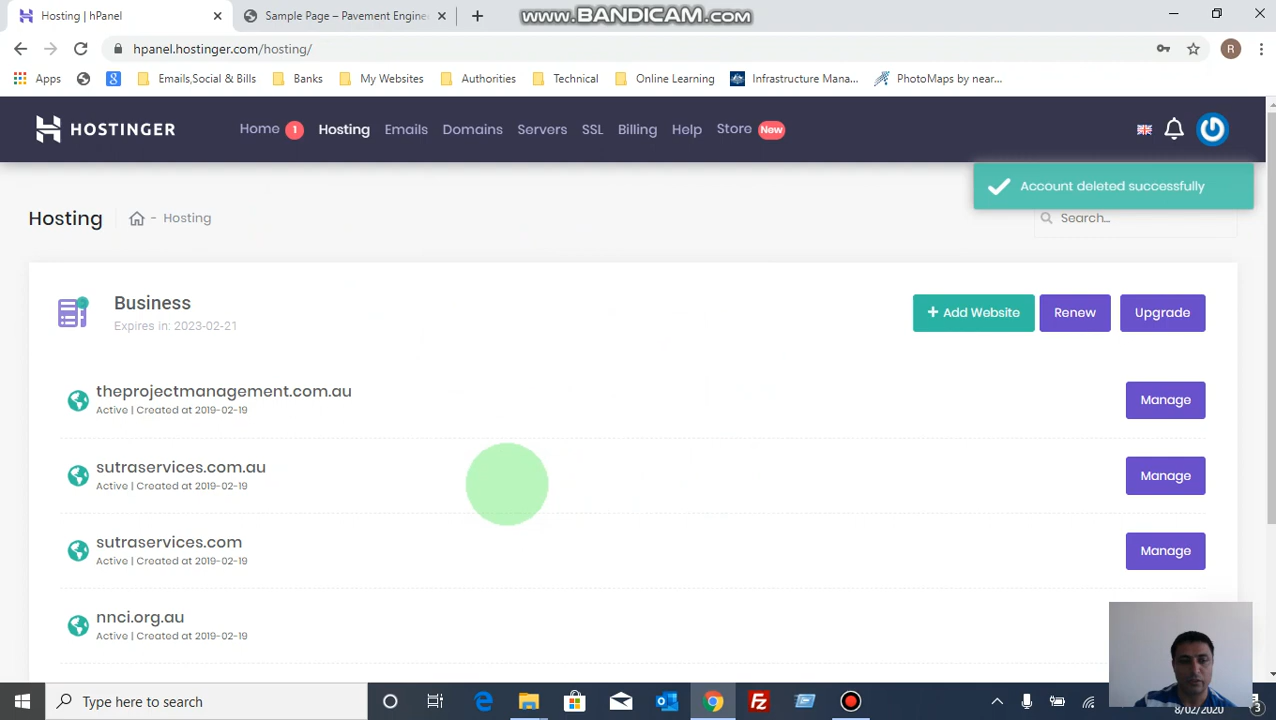 Hosting | hPanel
Sample Page – Pavement Engine
www.BANDICAM.com
hpanel.hostinger.com/hosting/
R
Apps
Emails,Social & Bills
Banks
My Websites
Authorities
Technical
Online Learning
Infrastructure Mana...
PhotoMaps by near...
HOSTINGER
Home 1
Hosting
Emails
Domains
Servers
SSL
Billing
Help
Store New
Account deleted successfully
Hosting
- Hosting
Search...
Business
Expires in: 2023-02-21
+ Add Website
Renew
Upgrade
theprojectmanagement.com.au
Active | Created at 2019-02-19
Manage
sutraservices.com.au
Active | Created at 2019-02-19
Manage
sutraservices.com
Active | Created at 2019-02-19
Manage
nnci.org.au
Active | Created at 2019-02-19
Type here to search
8/02/2020
3